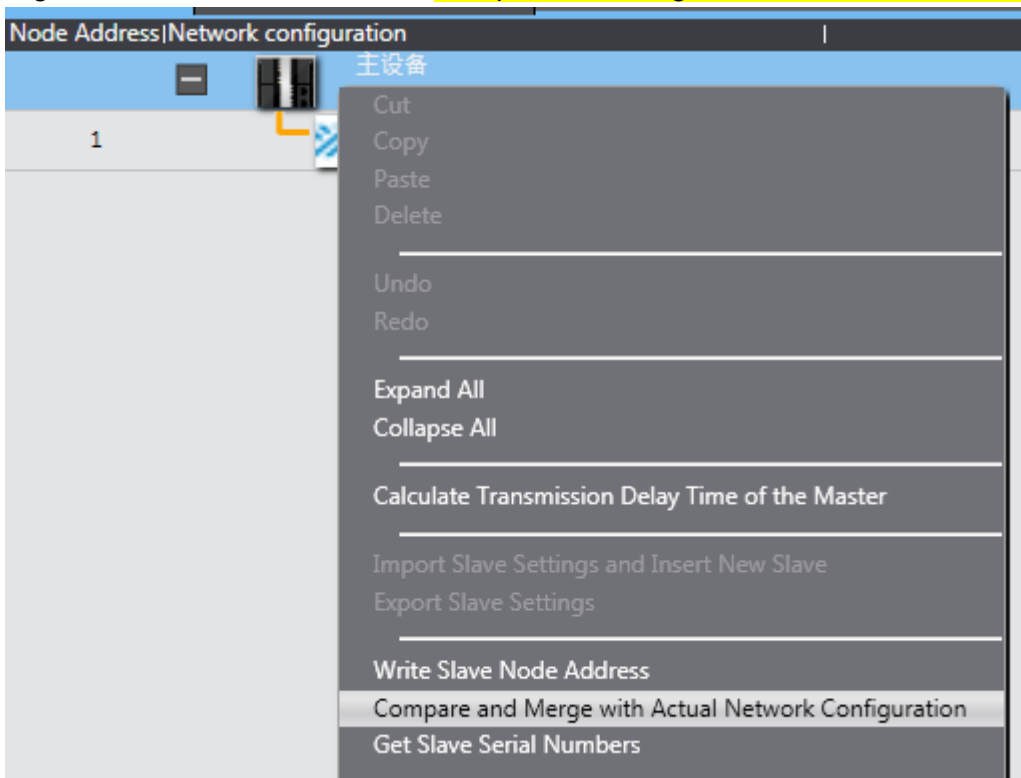 Node Address|Network configuration
主设备
1
Cut
Copy
Paste
Delete
Undo
Redo
Expand All
Collapse All
Calculate Transmission Delay Time of the Master
Import Slave Settings and Insert New Slave
Export Slave Settings
Write Slave Node Address
Compare and Merge with Actual Network Configuration
Get Slave Serial Numbers